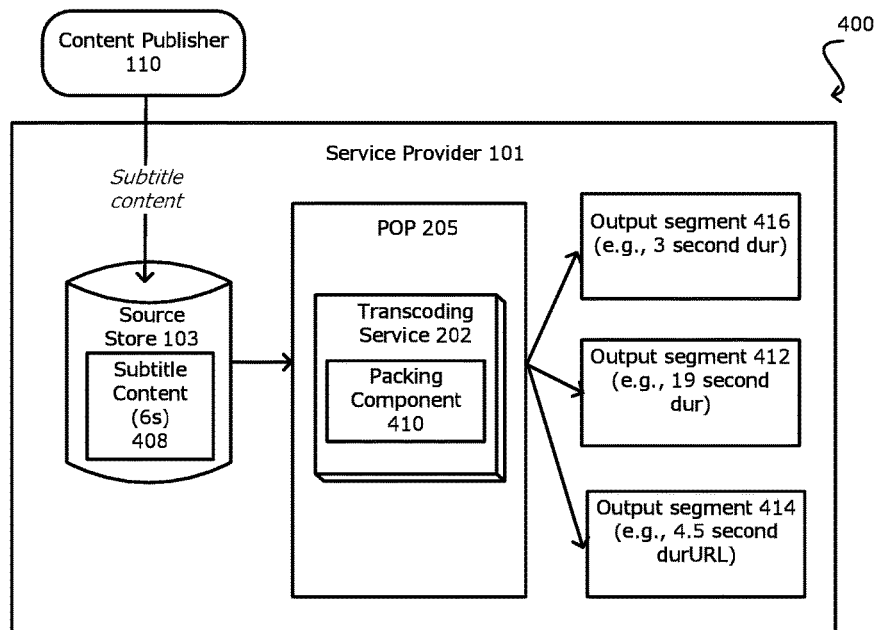 Content Publisher
110
400
Service Provider 101
Subtitle
content
Source
Store 103
Subtitle
Content
(6s)
408
POP 205
Transcoding
Service 202
Packing
Component
410
Output segment 416
(e.g., 3 second dur)
Output segment 412
(e.g., 19 second
dur)
Output segment 414
(e.g., 4.5 second
durURL)